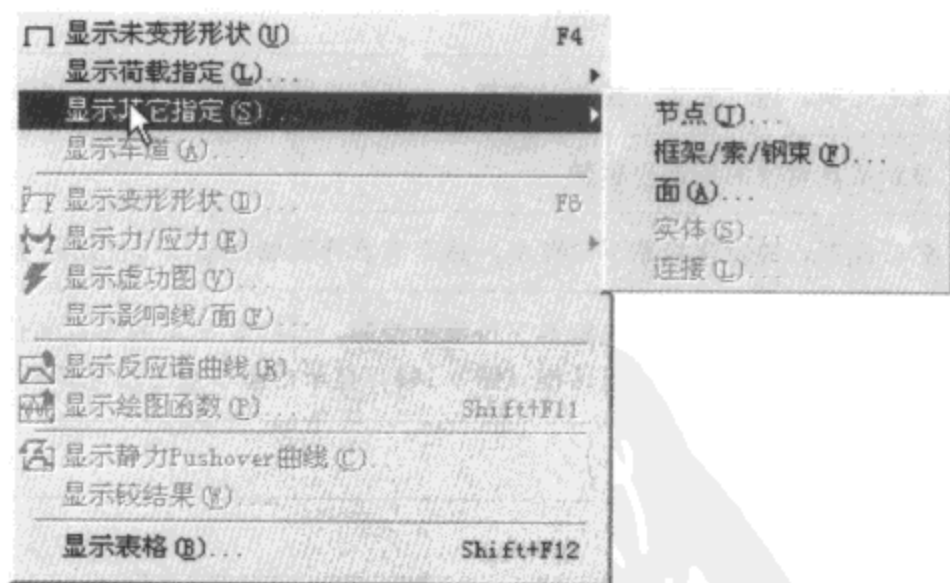 显示未变形形状(U) F4
显示荷载指定(L)...
显示其它指定(S)...
显示车道(A)...
显示变形形状(D)... F6
显示力/应力(E)
显示虚功图(V)...
显示影响线/面(F)...
显示反应谱曲线(R)...
显示绘图函数(P)... Shift+F11
显示静力Pushover曲线(C)...
显示铰结果(W)...
显示表格(B)... Shift+F12
节点(J)...
框架/索/钢束(F)...
面(A)...
实体(S)...
连接(L)...